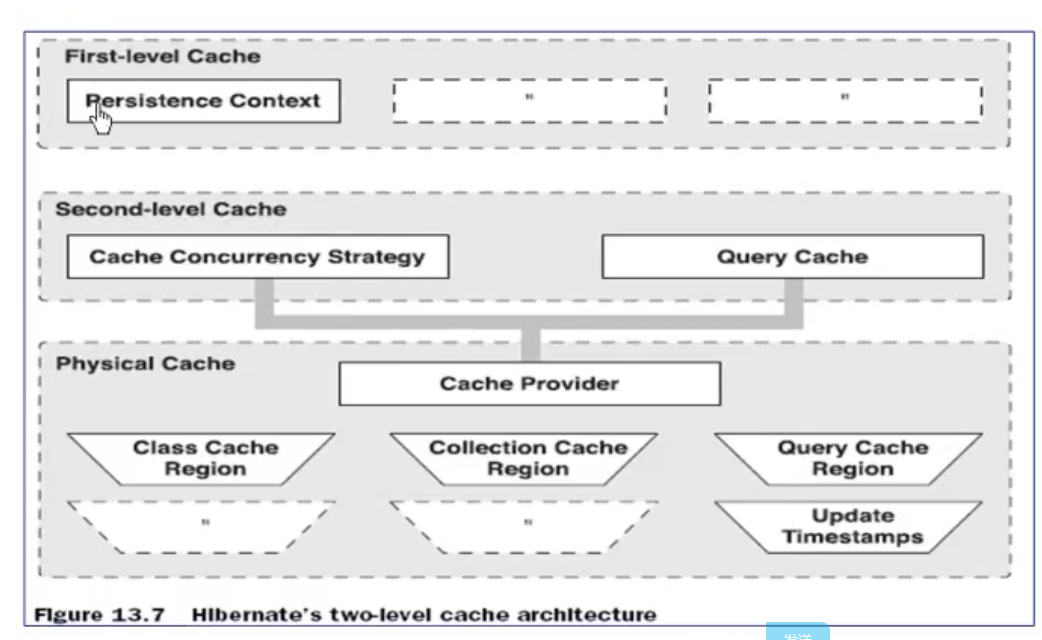 First-level Cache
Persistence Context
"
"
Second-level Cache
Cache Concurrency Strategy
Query Cache
Physical Cache
Cache Provider
Class Cache
Region
Collection Cache
Region
Query Cache
Region
"
"
Update
Timestamps
Figure 13.7 Hibernate's two-level cache architecture